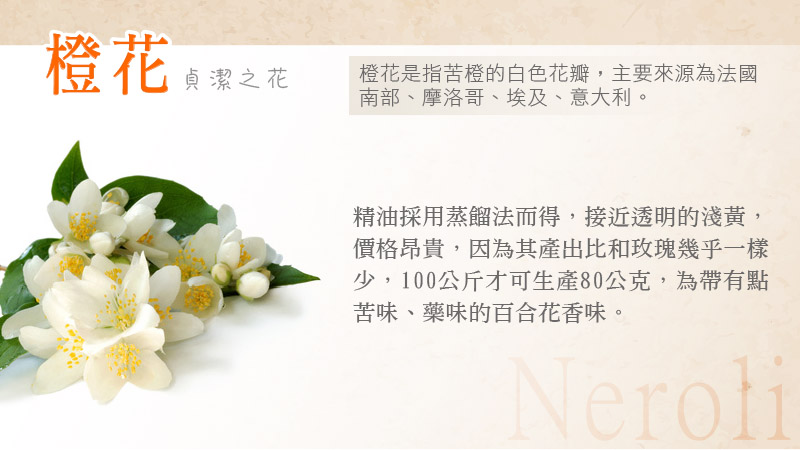 橙花 貞潔之花
橙花是指苦橙的白色花瓣，主要來源為法國
南部、摩洛哥、埃及、意大利。
精油採用蒸餾法而得，接近透明的淺黃，
價格昂貴，因為其產出比和玫瑰幾乎一樣
少，100公斤才可生產80公克，為帶有點
苦味、藥味的百合花香味。
Neroli